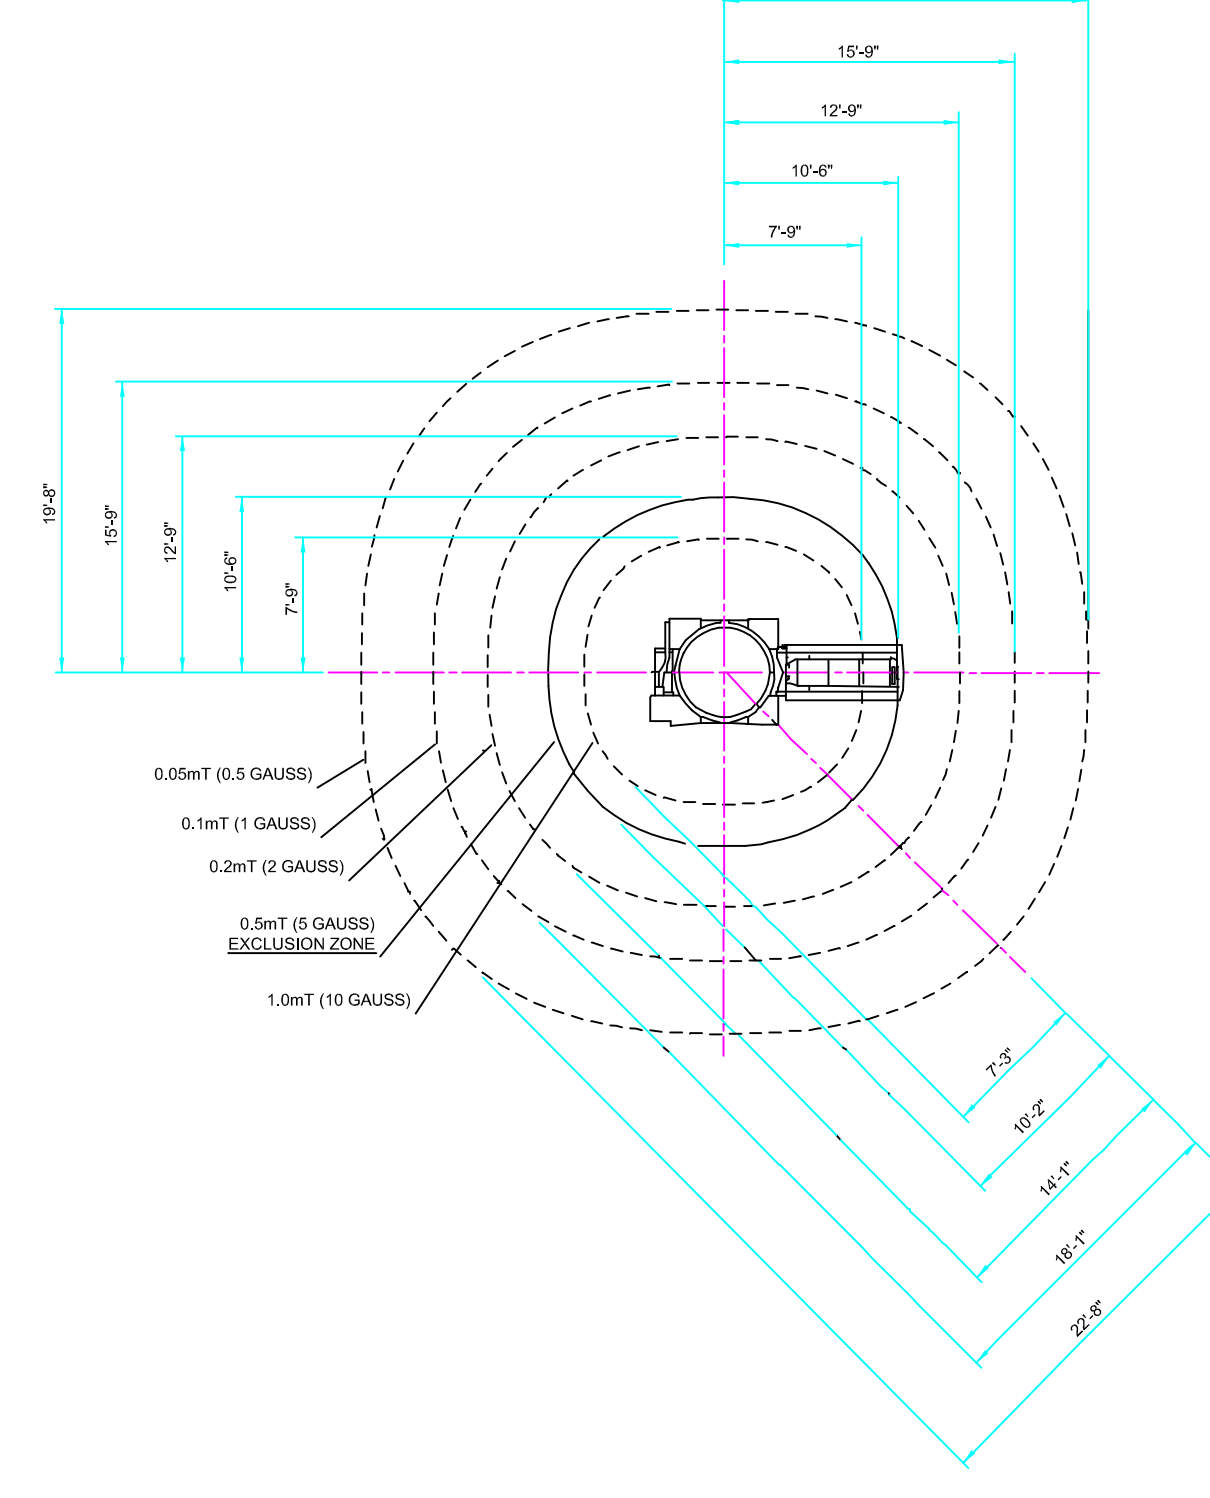 15'-9"
12'-9"
10'-6"
7'-9"
19'-8"
15'-9"
12'-9"
10'-6"
7'-9"
0.05mT (0.5 GAUSS)
0.1mT (1 GAUSS)
0.2mT (2 GAUSS)
0.5mT (5 GAUSS)
EXCLUSION ZONE
1.0mT (10 GAUSS)
7'-3"
10'-2"
14'-1"
18'-1"
22'-8"